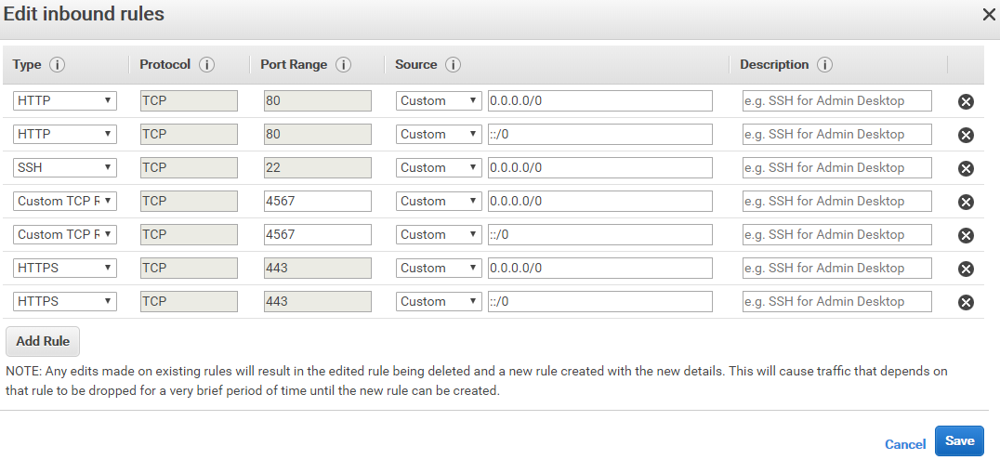 Edit inbound rules
Type Protocol Port Range Source Description
HTTP TCP 80 Custom 0.0.0.0/0 e.g. SSH for Admin Desktop
HTTP TCP 80 Custom ::/0 e.g. SSH for Admin Desktop
SSH TCP 22 Custom 0.0.0.0/0 e.g. SSH for Admin Desktop
Custom TCP R TCP 4567 Custom 0.0.0.0/0 e.g. SSH for Admin Desktop
Custom TCP R TCP 4567 Custom ::/0 e.g. SSH for Admin Desktop
HTTPS TCP 443 Custom 0.0.0.0/0 e.g. SSH for Admin Desktop
HTTPS TCP 443 Custom ::/0 e.g. SSH for Admin Desktop
Add Rule
NOTE: Any edits made on existing rules will result in the edited rule being deleted and a new rule created with the new details. This will cause traffic that depends on
that rule to be dropped for a very brief period of time until the new rule can be created.
Cancel Save